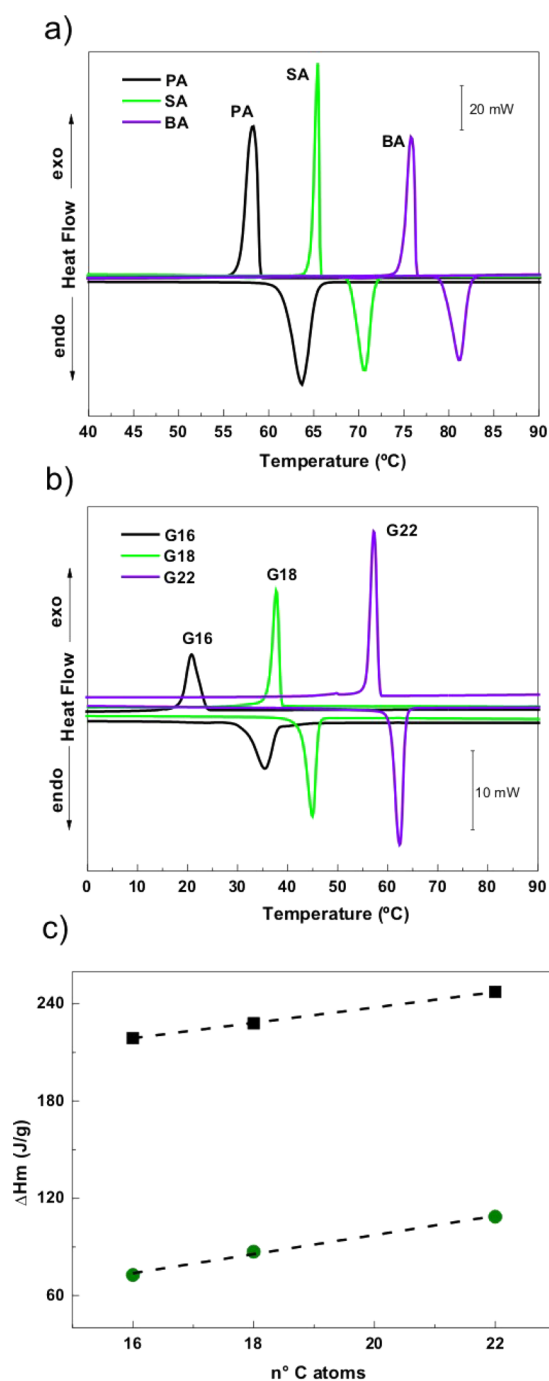 a)
PA
SA
BA
PA
SA
BA
20 mW
exo
Heat Flow
endo
40 45 50 55 60 65 70 75 80 85 90
Temperature (ºC)
b)
G16
G18
G22
G16
G18
G22
10 mW
exo
Heat Flow
endo
0 10 20 30 40 50 60 70 80 90
Temperature (ºC)
c)
240
180
120
60
ΔHm (J/g)
16 18 20 22
n° C atoms